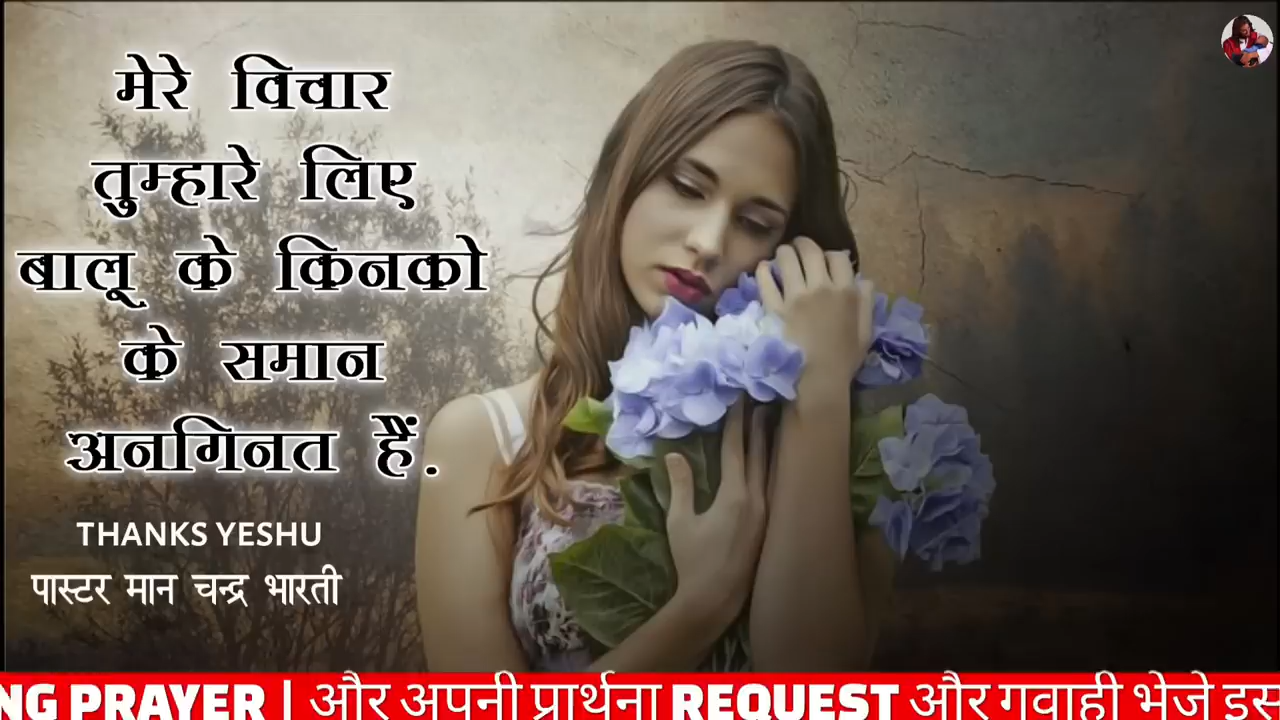 मेरे विचार
तुम्हारे लिए
बालू के किनको
के समान
अनगिनत हैं.
THANKS YESHU
पास्टर मान चन्द्र भारती
NG PRAYER | और अपनी प्रार्थना REQUEST और गवाही भेजे इस